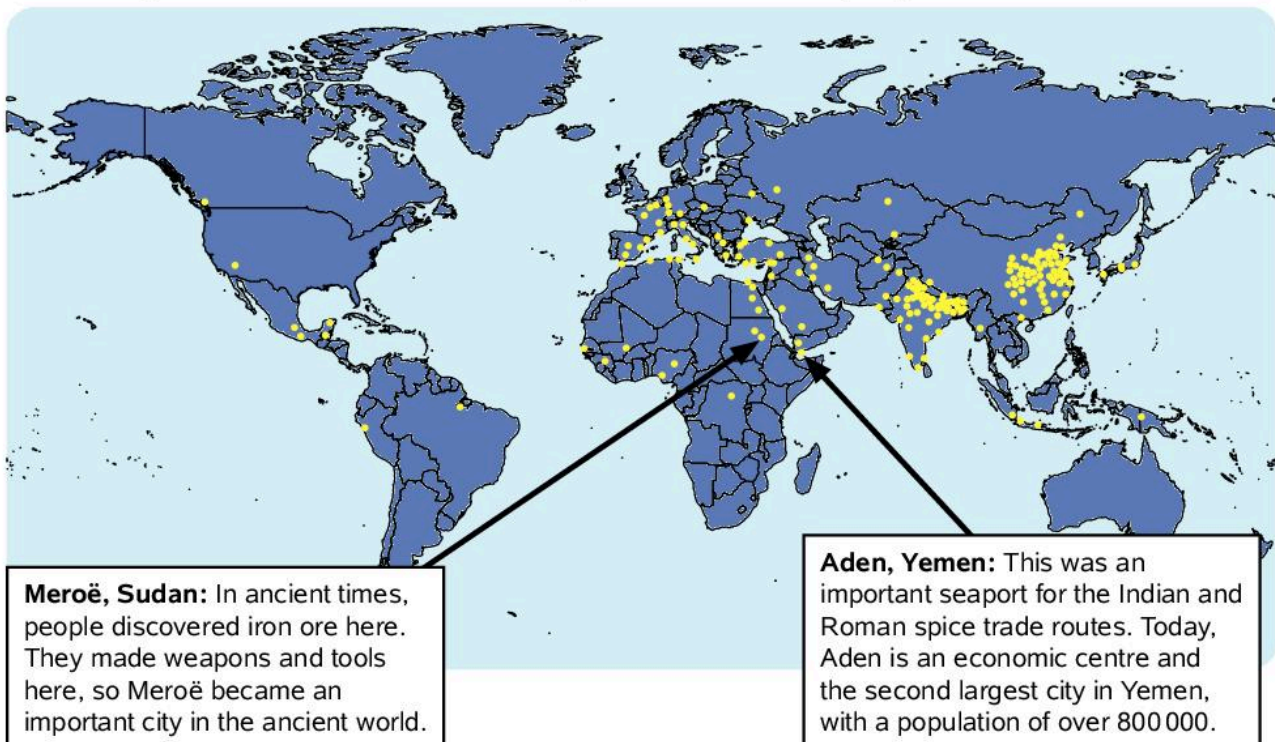 Meroë, Sudan: In ancient times,
people discovered iron ore here.
They made weapons and tools
here, so Meroë became an
important city in the ancient world.
Aden, Yemen: This was an
important seaport for the Indian and
Roman spice trade routes. Today,
Aden is an economic centre and
the second largest city in Yemen,
with a population of over 800 000.